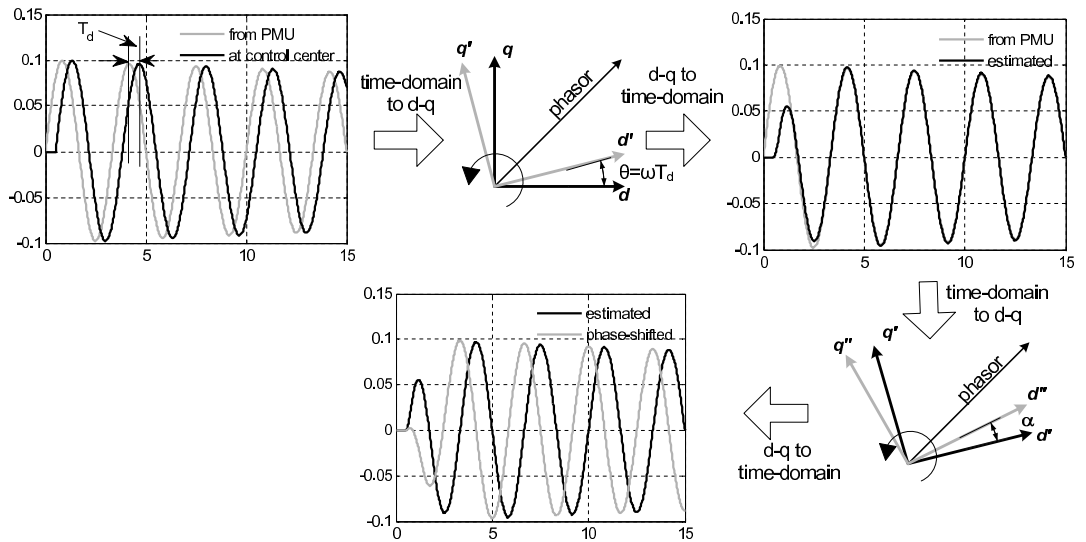 0.15
0.1
0.05
0
-0.05
-0.1
0
5
10
15
T_d
from PMU
at control center
time-domain
to d-q
q'
q
phasor
d'
θ=ωT_d
d
d-q to
time-domain
0.15
0.1
0.05
0
-0.05
-0.1
0
5
10
15
from PMU
estimated
time-domain
to d-q
q''
q'
phasor
d'''
α
d''
d-q to
time-domain
0.15
0.1
0.05
0
-0.05
-0.1
0
5
10
15
estimated
phase-shifted